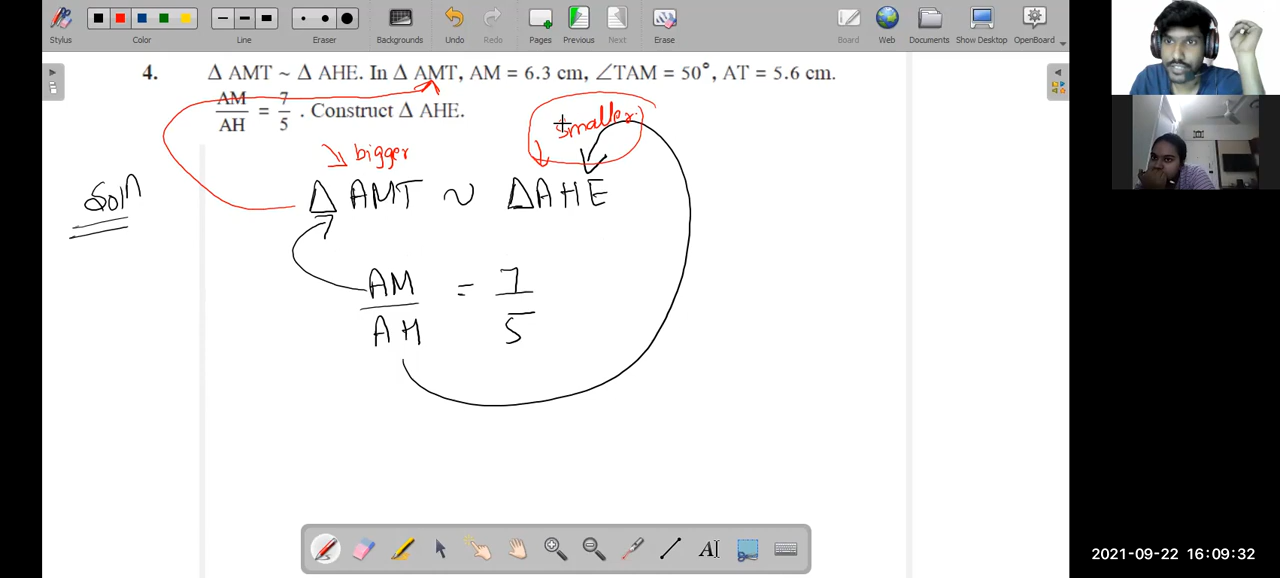 Stylus Color Line Eraser Backgrounds Undo Redo Pages Previous Next Erase Board Web Documents Show Desktop OpenBoard
4. Δ AMT ~ Δ AHE. In Δ AMT, AM = 6.3 cm, ∠TAM = 50°, AT = 5.6 cm.
AM/AH = 7/5 . Construct Δ AHE.
smaller
bigger
Soln
Δ AMT ~ ΔAHE
AM/AH = 7/5
AI
2021-09-22 16:09:32